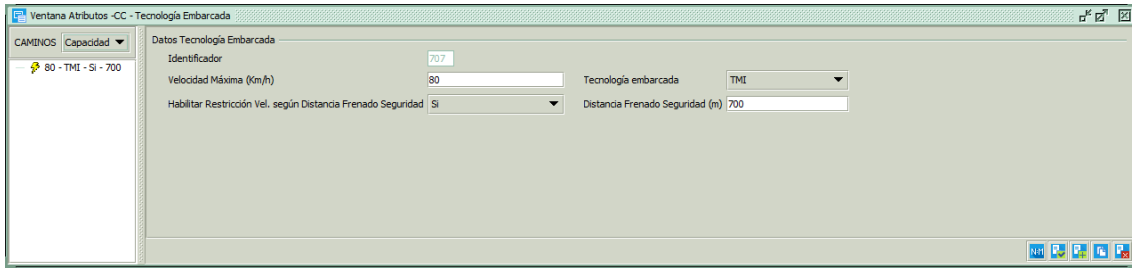 Ventana Atributos -CC - Tecnología Embarcada
CAMINOS Capacidad
80 - TMI - Si - 700
Datos Tecnología Embarcada
Identificador 707
Velocidad Máxima (Km/h) 80 Tecnología embarcada TMI
Habilitar Restricción Vel. según Distancia Frenado Seguridad Si Distancia Frenado Seguridad (m) 700
N:M